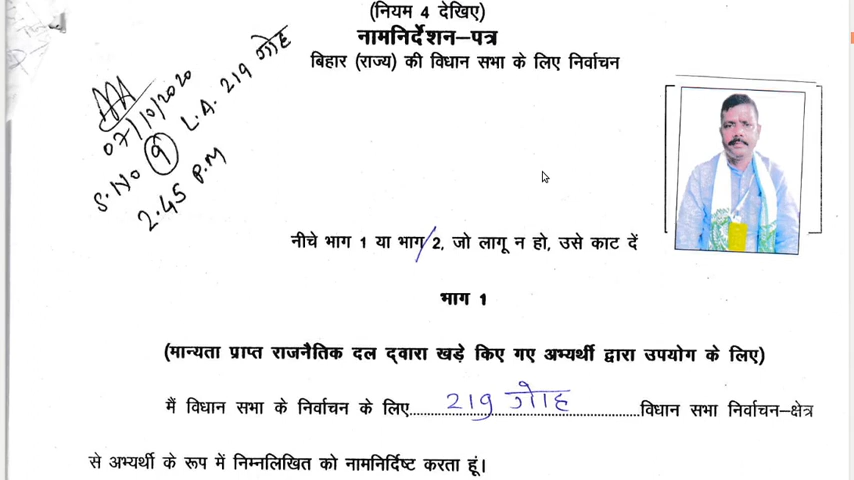 (नियम 4 देखिए)
नामनिर्देशन-पत्र
बिहार (राज्य) की विधान सभा के लिए निर्वाचन
07/10/2020
S.No 9 L.A. 219 गोह
2.45 P.M
नीचे भाग 1 या भाग 2, जो लागू न हो, उसे काट दें
भाग 1
(मान्यता प्राप्त राजनैतिक दल द्वारा खड़े किए गए अभ्यर्थी द्वारा उपयोग के लिए)
मैं विधान सभा के निर्वाचन के लिए 219 गोह विधान सभा निर्वाचन-क्षेत्र
से अभ्यर्थी के रूप में निम्नलिखित को नामनिर्दिष्ट करता हूं।